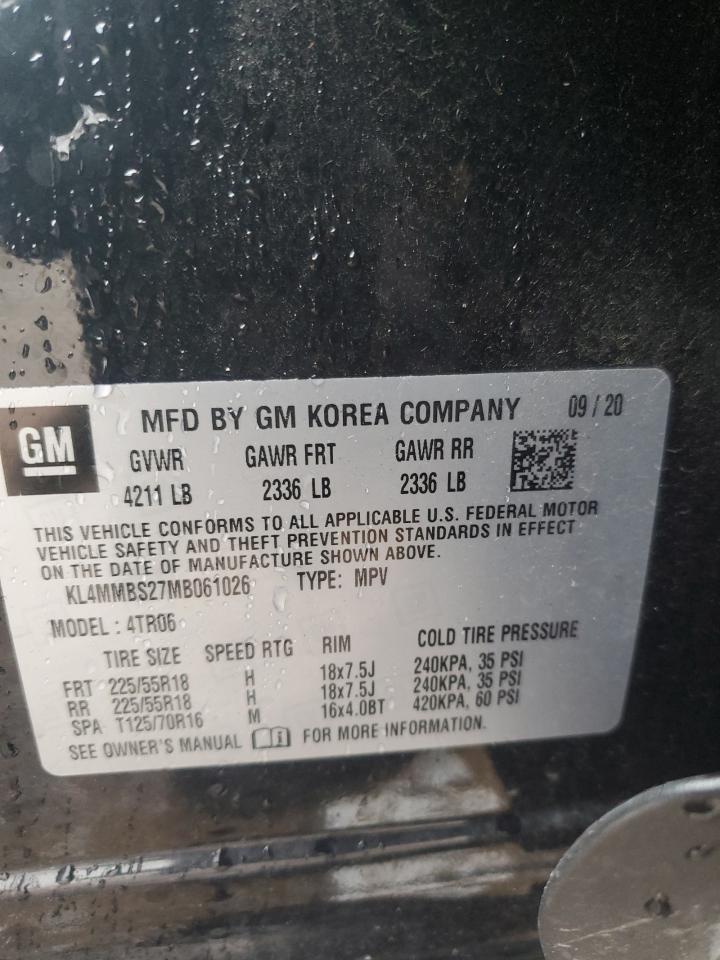 GM
MFD BY GM KOREA COMPANY 09 / 20
GVWR GAWR FRT GAWR RR
4211 LB 2336 LB 2336 LB
THIS VEHICLE CONFORMS TO ALL APPLICABLE U.S. FEDERAL MOTOR
VEHICLE SAFETY AND THEFT PREVENTION STANDARDS IN EFFECT
ON THE DATE OF MANUFACTURE SHOWN ABOVE.
KL4MMBS27MB061026 TYPE: MPV
MODEL : 4TR06
TIRE SIZE SPEED RTG RIM COLD TIRE PRESSURE
FRT 225/55R18 H 18x7.5J 240KPA, 35 PSI
RR 225/55R18 H 18x7.5J 240KPA, 35 PSI
SPA T125/70R16 M 16x4.0BT 420KPA, 60 PSI
SEE OWNER'S MANUAL FOR MORE INFORMATION.